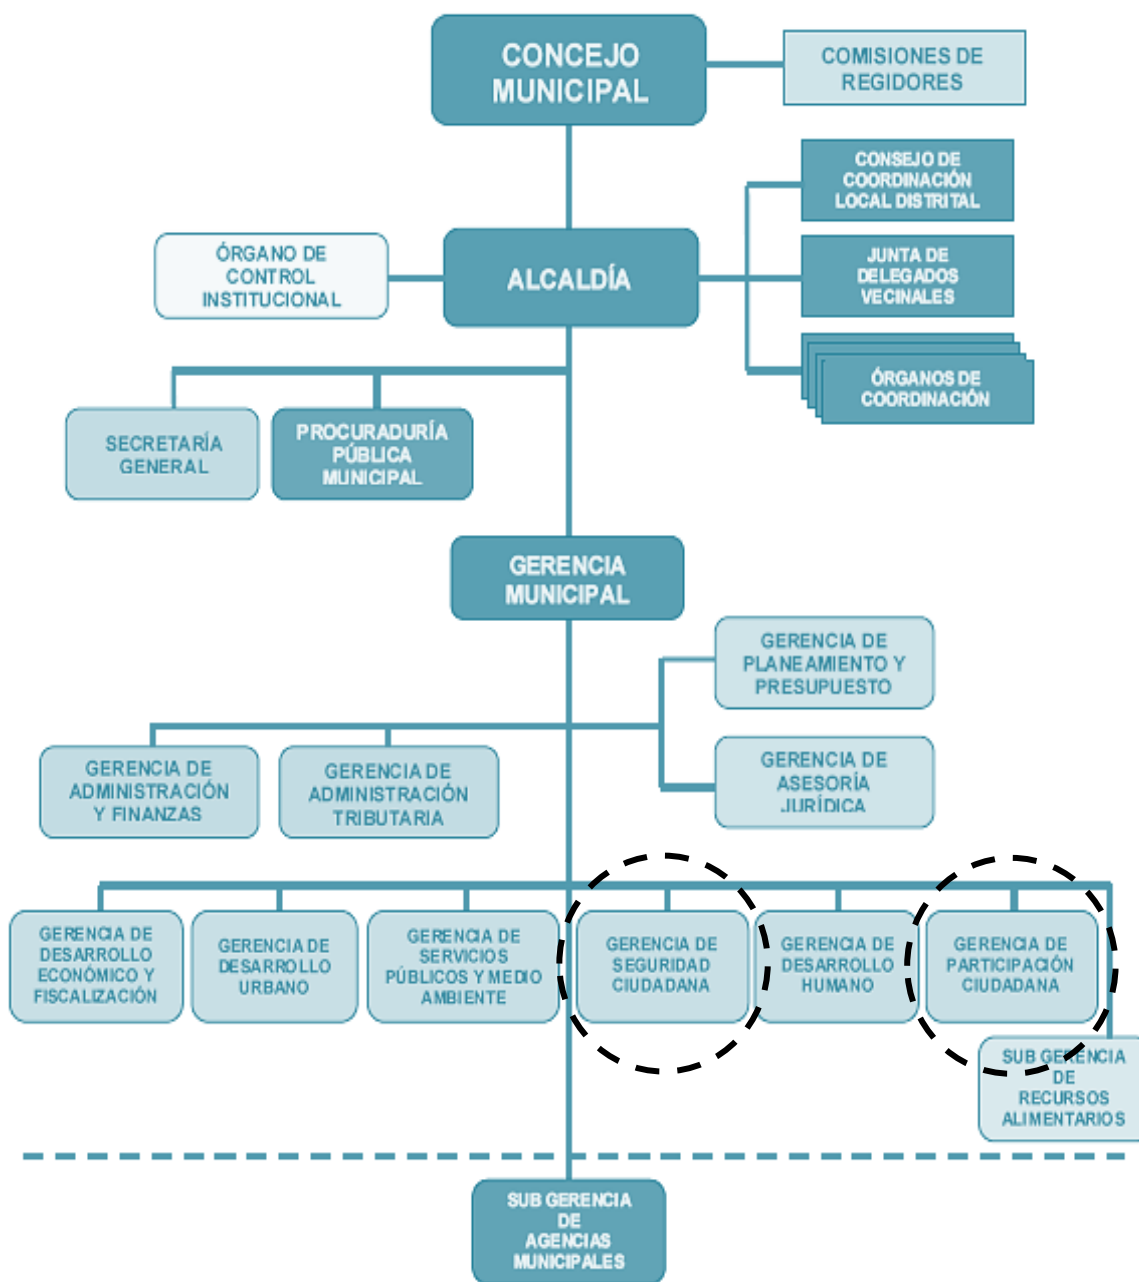 CONCEJO
MUNICIPAL
COMISIONES DE
REGIDORES
CONSEJO DE
COORDINACIÓN
LOCAL DISTRITAL
ÓRGANO DE
CONTROL
INSTITUCIONAL
ALCALDÍA
JUNTA DE
DELEGADOS
VECINALES
ÓRGANOS DE
COORDINACIÓN
SECRETARÍA
GENERAL
PROCURADURÍA
PÚBLICA
MUNICIPAL
GERENCIA
MUNICIPAL
GERENCIA DE
PLANEAMIENTO Y
PRESUPUESTO
GERENCIA DE
ADMINISTRACIÓN
Y FINANZAS
GERENCIA DE
ADMINISTRACIÓN
TRIBUTARIA
GERENCIA DE
ASESORÍA
JURÍDICA
GERENCIA DE
DESARROLLO
ECONÓMICO Y
FISCALIZACIÓN
GERENCIA DE
DESARROLLO
URBANO
GERENCIA DE
SERVICIOS
PÚBLICOS Y MEDIO
AMBIENTE
GERENCIA DE
SEGURIDAD
CIUDADANA
GERENCIA DE
DESARROLLO
HUMANO
GERENCIA DE
PARTICIPACIÓN
CIUDADANA
SUB GERENCIA
DE
RECURSOS
ALIMENTARIOS
SUB GERENCIA
DE
AGENCIAS
MUNICIPALES